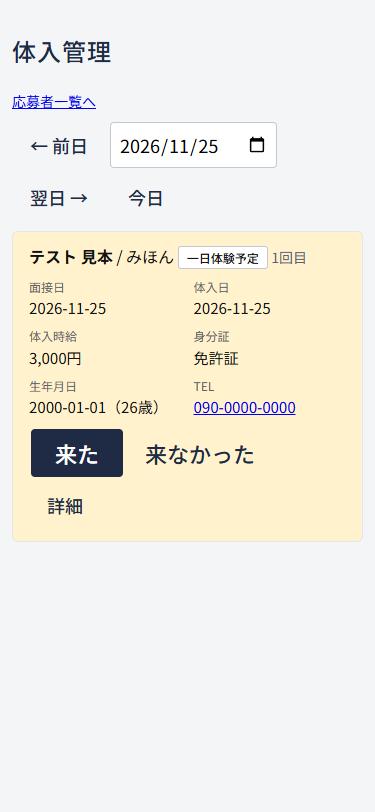 体入管理
応募者一覧へ
← 前日 2026/11/25
翌日 → 今日
テスト 見本 / みほん 一日体験予定 1回目
面接日 体入日
2026-11-25 2026-11-25
体入時給 身分証
3,000円 免許証
生年月日 TEL
2000-01-01（26歳） 090-0000-0000
来た 来なかった
詳細